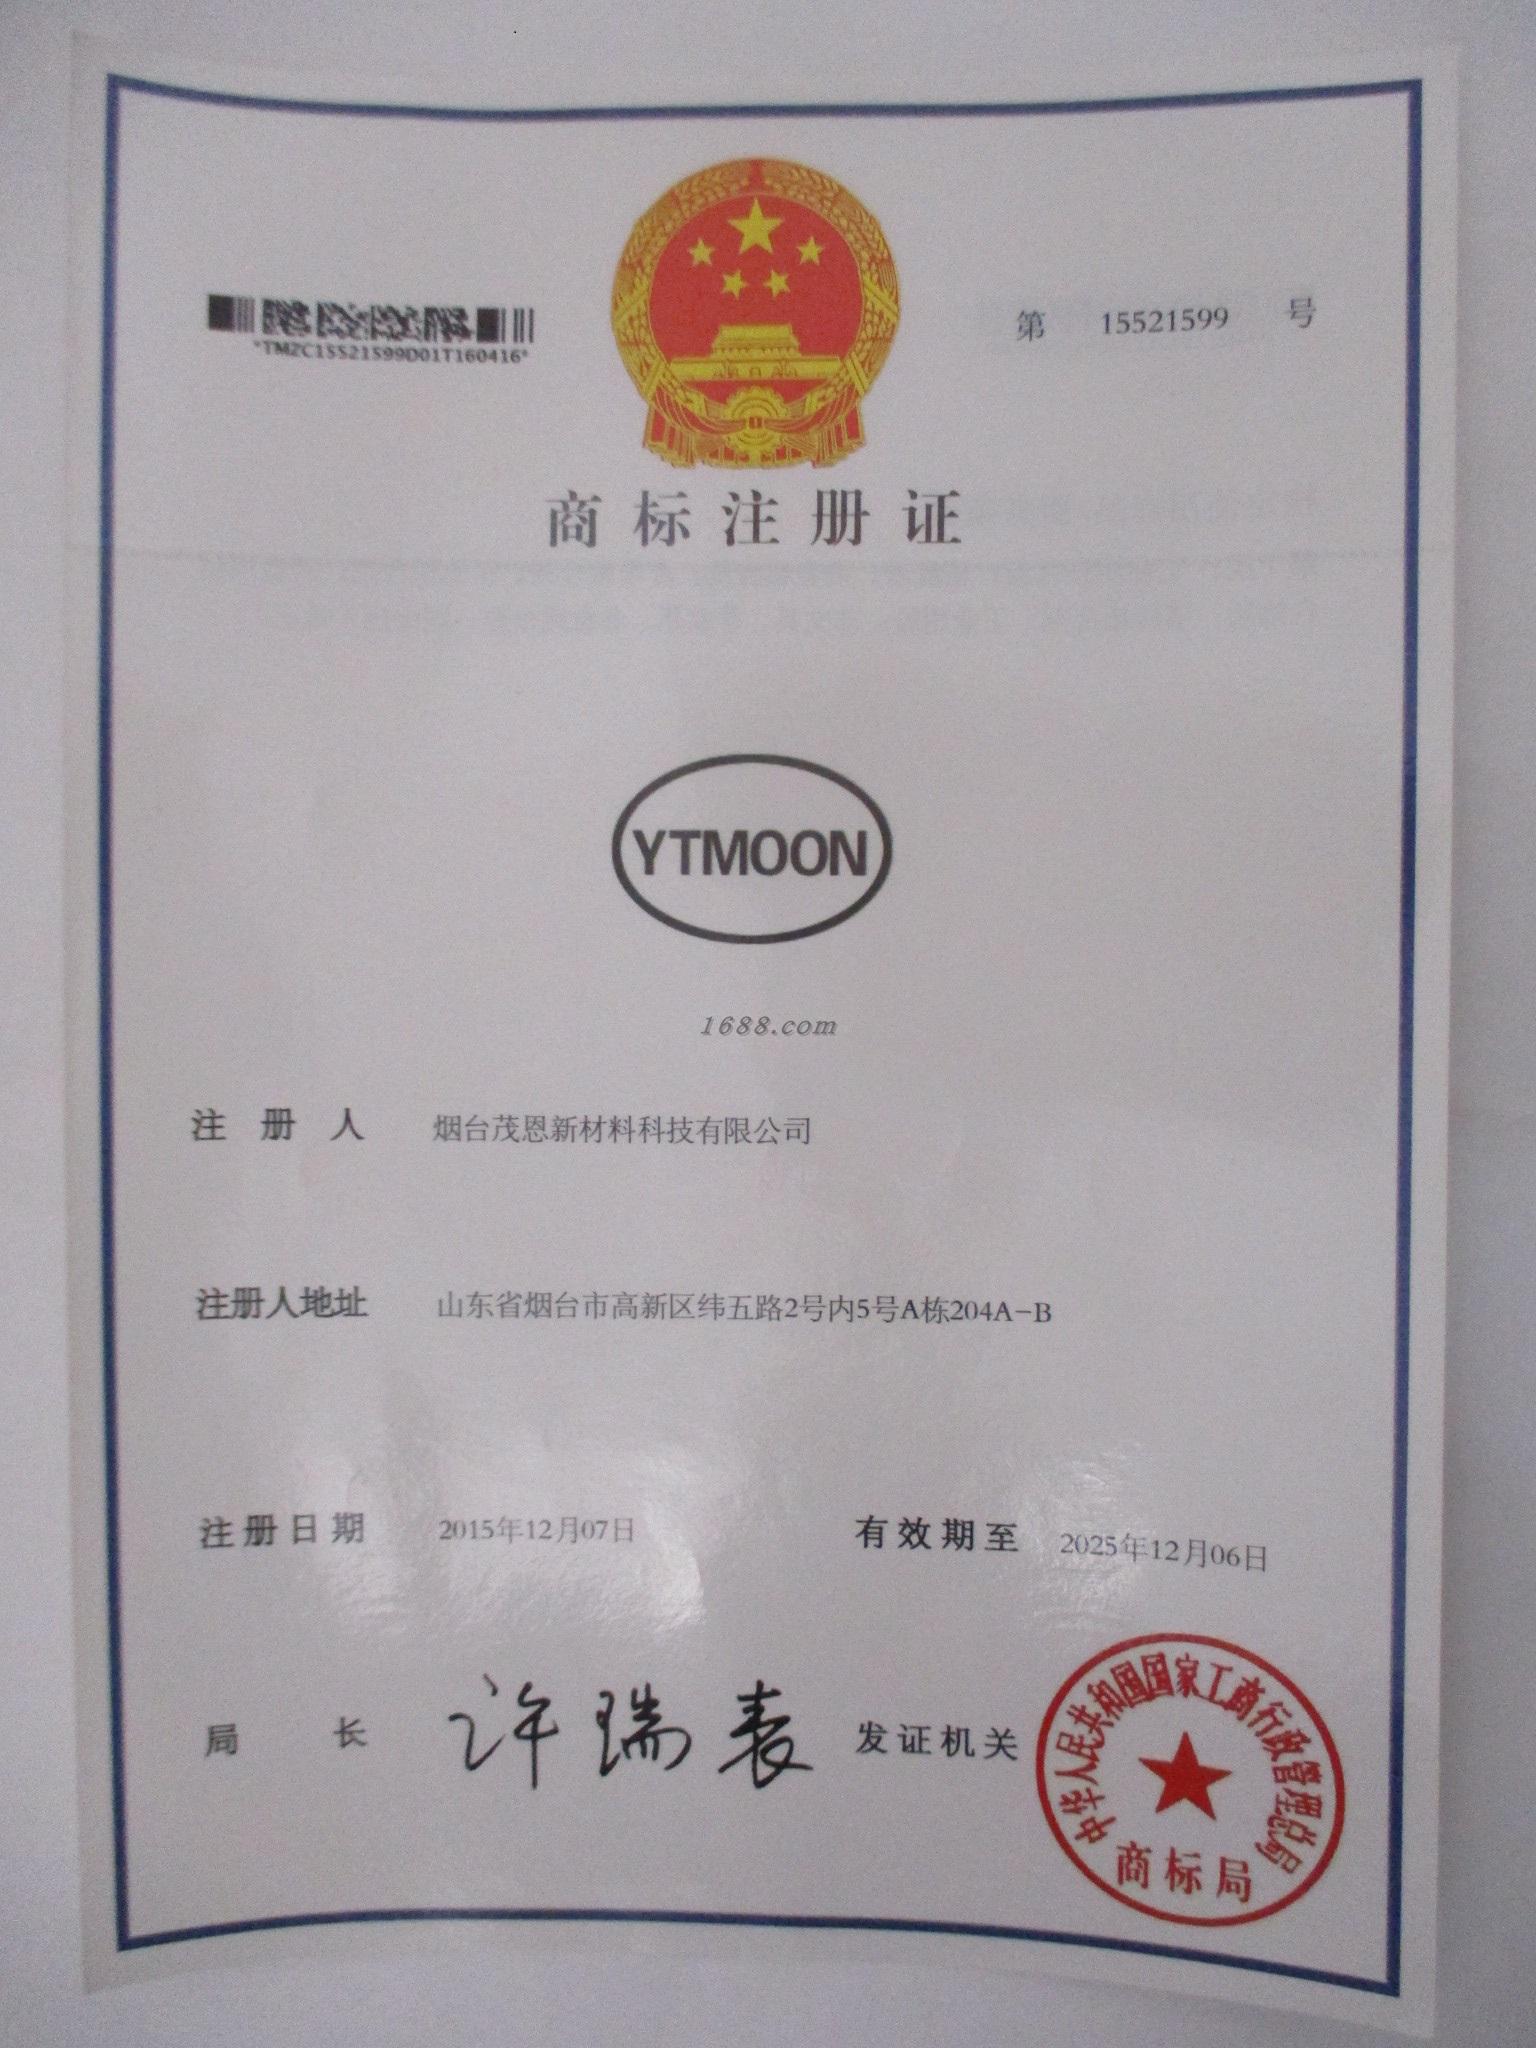 *TMZC15521599D01T160416*
第 15521599 号
商标注册证
YTMOON
1688.com
注册人 烟台茂恩新材料科技有限公司
注册人地址 山东省烟台市高新区纬五路2号内5号A栋204A-B
注册日期 2015年12月07日 有效期至 2025年12月06日
局长 许瑞表 发证机关
中华人民共和国国家工商行政管理总局
商标局